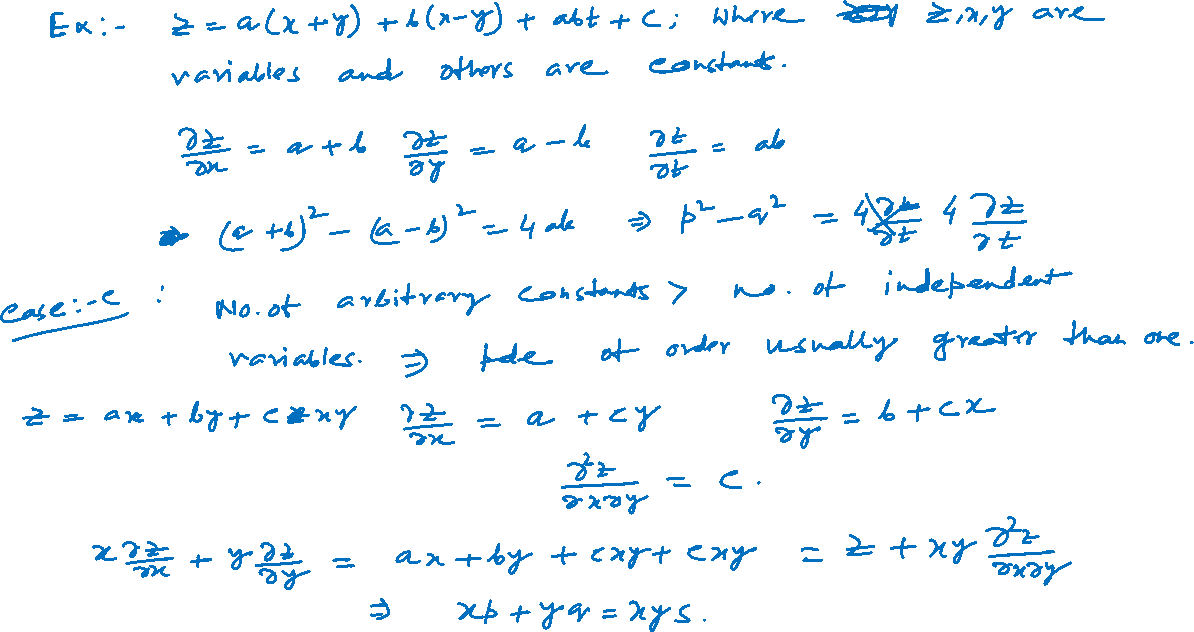 Ex:- z = a(x+y) + b(x-y) + abt + c; where z,x,y are
variables and others are constants.
∂z/∂x = a+b ∂z/∂y = a-b ∂z/∂t = ab
(a+b)² - (a-b)² = 4ab ⇒ p² - q² = 4 ∂z/∂t
Case:-C : No. of arbitrary constants > no. of independent
variables. ⇒ pde of order usually greater than one.
z = ax + by + cxy ∂z/∂x = a + cy ∂z/∂y = b + cx
∂²z/∂x∂y = c.
x ∂z/∂x + y ∂z/∂y = ax + by + cxy + cxy = z + xy ∂²z/∂x∂y
⇒ xp + yq = xys.